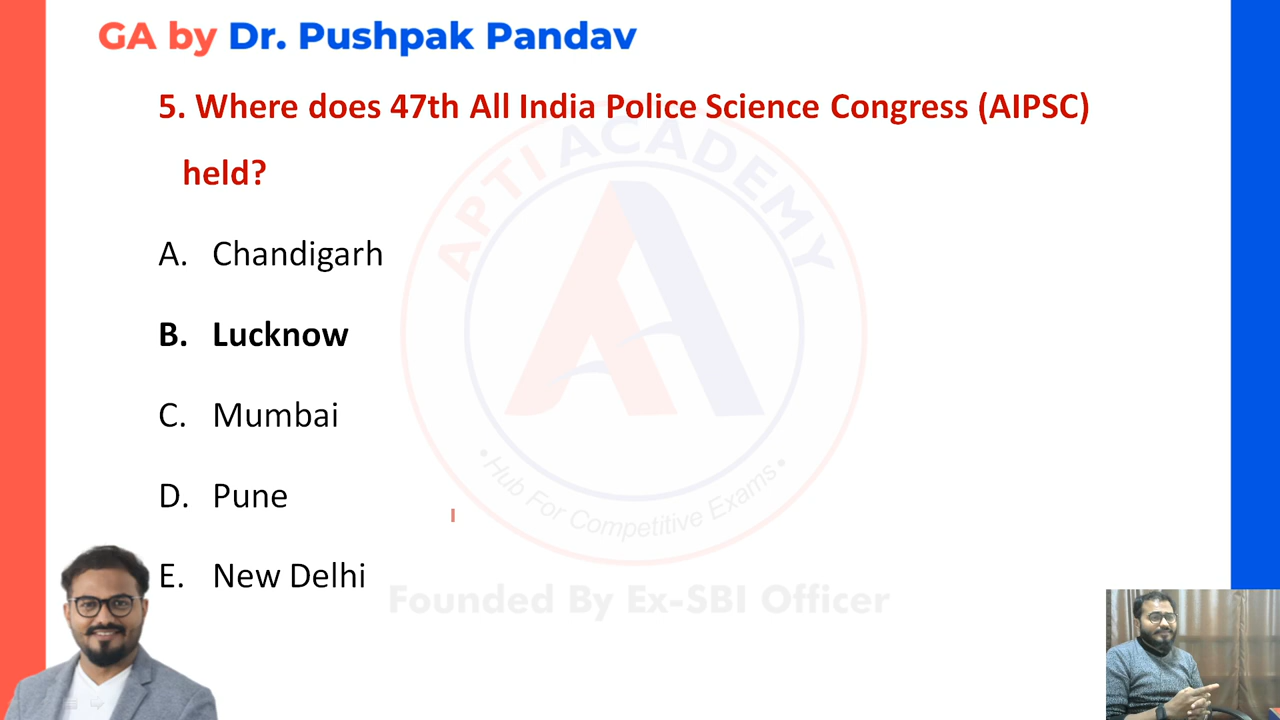 GA by Dr. Pushpak Pandav
5. Where does 47th All India Police Science Congress (AIPSC)
held?
A. Chandigarh
B. Lucknow
C. Mumbai
D. Pune
E. New Delhi
APTI ACADEMY
•Hub For Competitive Exams•
Founded By Ex-SBI Officer